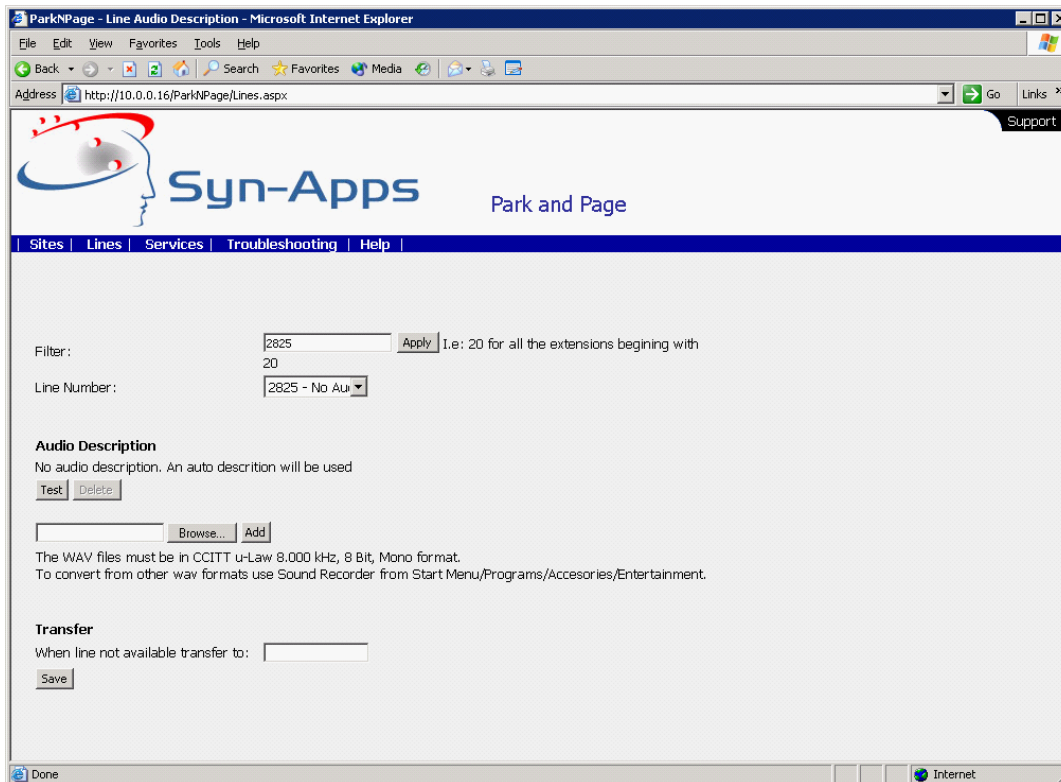 ParkNPage - Line Audio Description - Microsoft Internet Explorer
File Edit View Favorites Tools Help
Back Search Favorites Media
Address http://10.0.0.16/ParkNPage/Lines.aspx Go Links »
Support
Syn-Apps
Park and Page
| Sites | Lines | Services | Troubleshooting | Help |
Filter: 2825 Apply I.e: 20 for all the extensions begining with
20
Line Number: 2825 - No Au
Audio Description
No audio description. An auto descrition will be used
Test Delete
Browse... Add
The WAV files must be in CCITT u-Law 8.000 kHz, 8 Bit, Mono format.
To convert from other wav formats use Sound Recorder from Start Menu/Programs/Accesories/Entertainment.
Transfer
When line not available transfer to:
Save
Done Internet